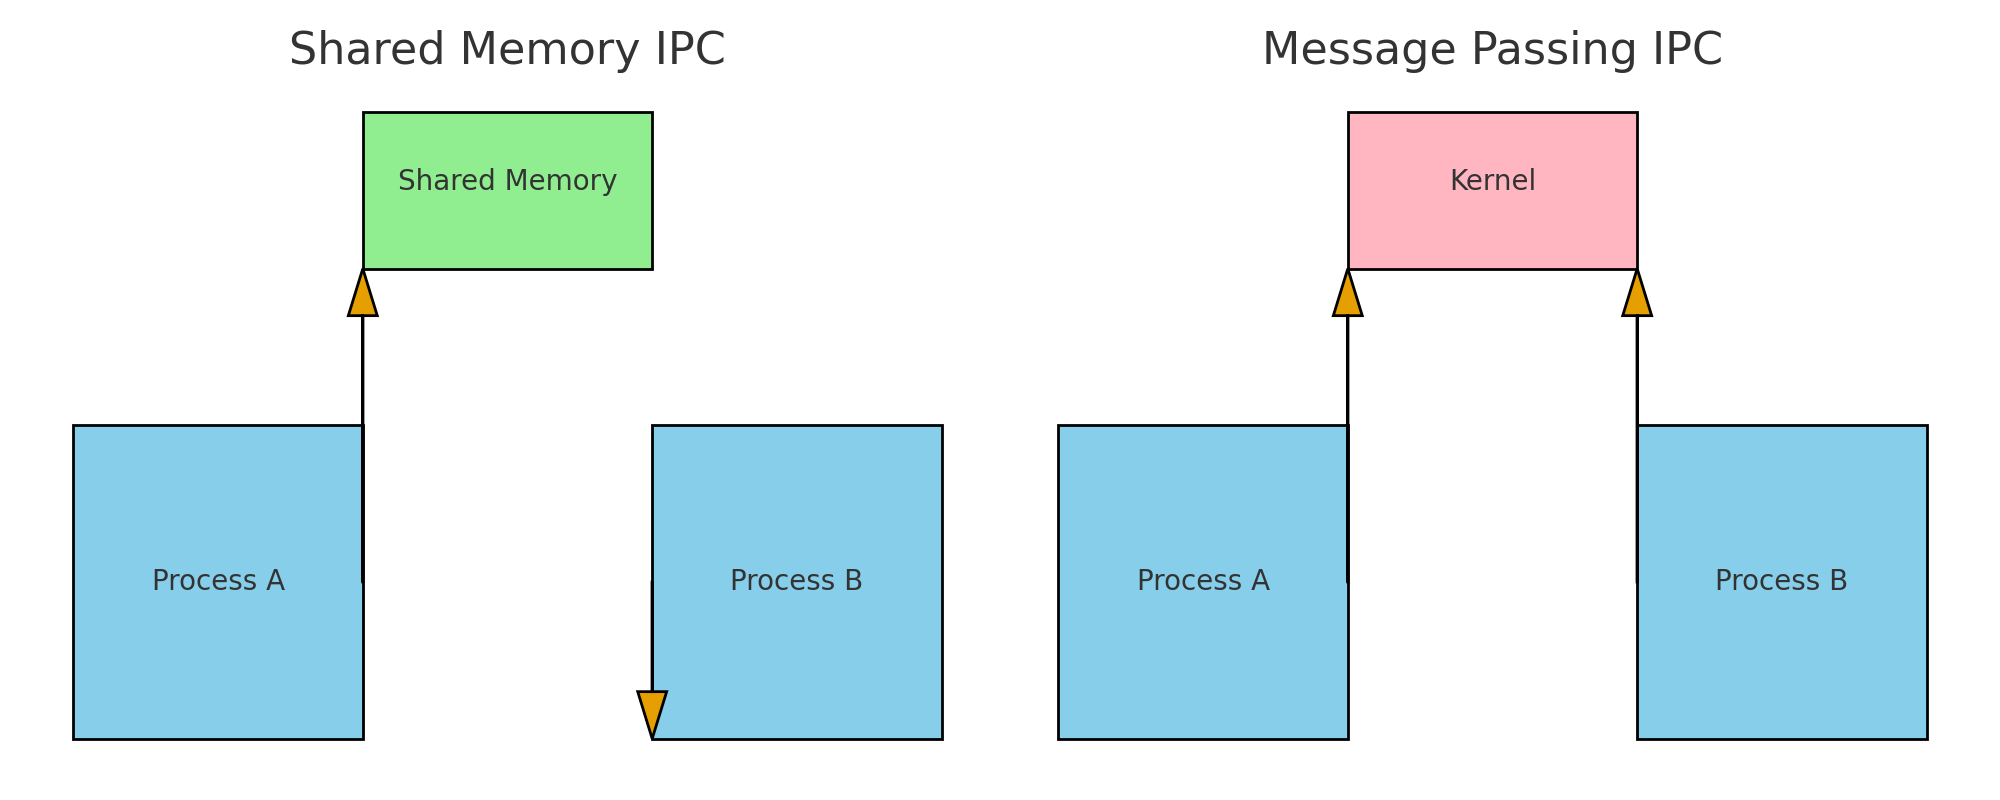 Shared Memory IPC
Shared Memory
Process A
Process B
Message Passing IPC
Kernel
Process A
Process B